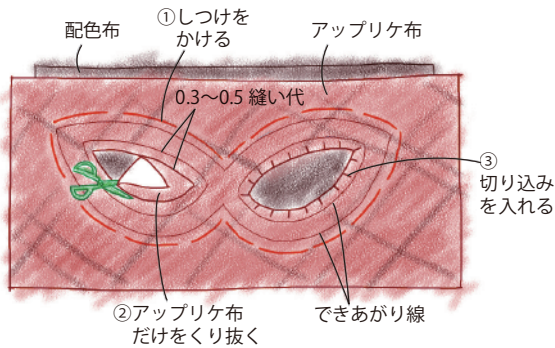 配色布
①しつけを
かける
アップリケ布
0.3〜0.5 縫い代
③
切り込み
を入れる
②アップリケ布
だけをくり抜く
できあがり線